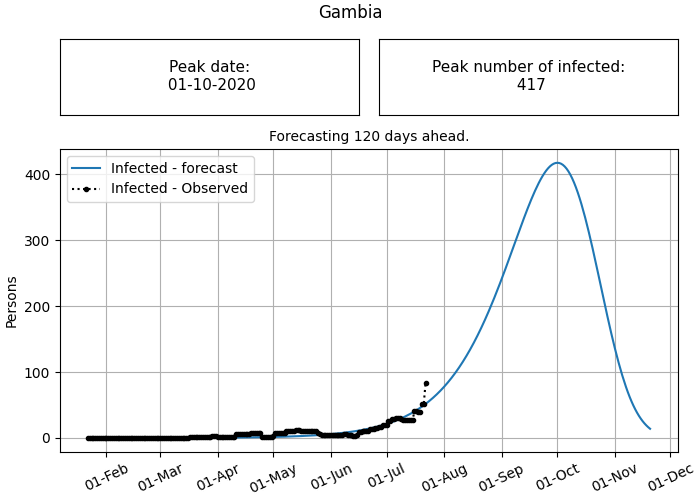 Gambia
Peak date:
01-10-2020
Peak number of infected:
417
Forecasting 120 days ahead.
Infected - forecast
Infected - Observed
Persons
400
300
200
100
0
01-Feb
01-Mar
01-Apr
01-May
01-Jun
01-Jul
01-Aug
01-Sep
01-Oct
01-Nov
01-Dec